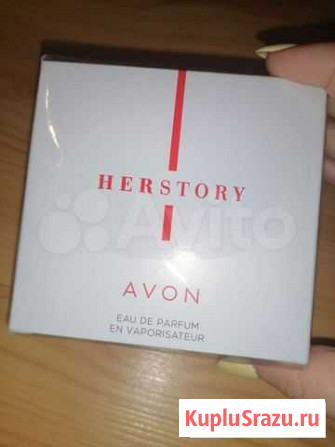 HERSTORY
Avito
AVON
EAU DE PARFUM
EN VAPORISATEUR
KupluSrazu.ru